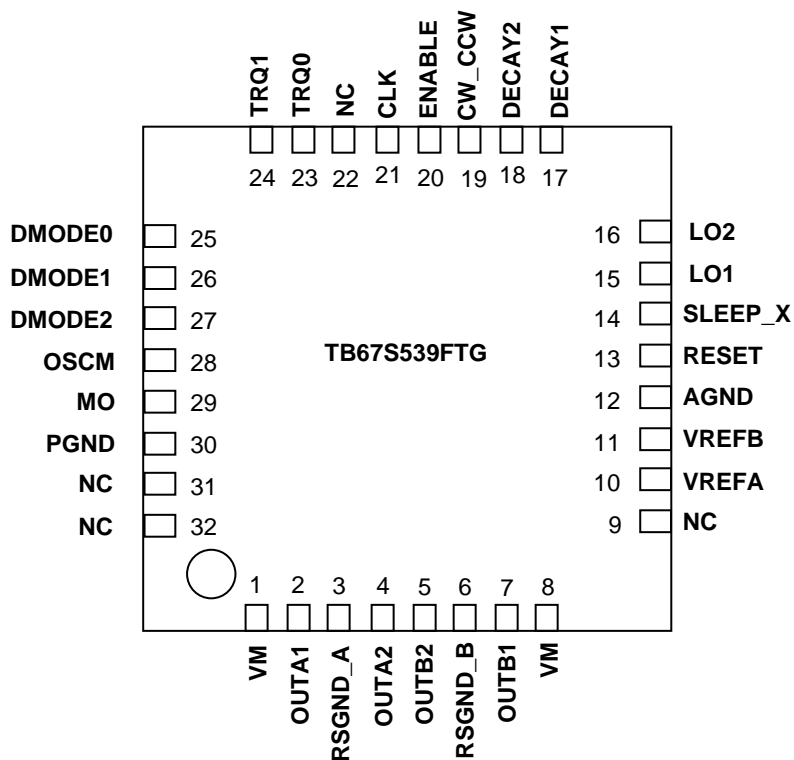 TRQ1
TRQ0
NC
CLK
ENABLE
CW_CCW
DECAY2
DECAY1
24 23 22 21 20 19 18 17
DMODE0 25
DMODE1 26
DMODE2 27
OSCM 28
MO 29
PGND 30
NC 31
NC 32
TB67S539FTG
16 LO2
15 LO1
14 SLEEP_X
13 RESET
12 AGND
11 VREFB
10 VREFA
9 NC
1 2 3 4 5 6 7 8
VM
OUTA1
RSGND_A
OUTA2
OUTB2
RSGND_B
OUTB1
VM